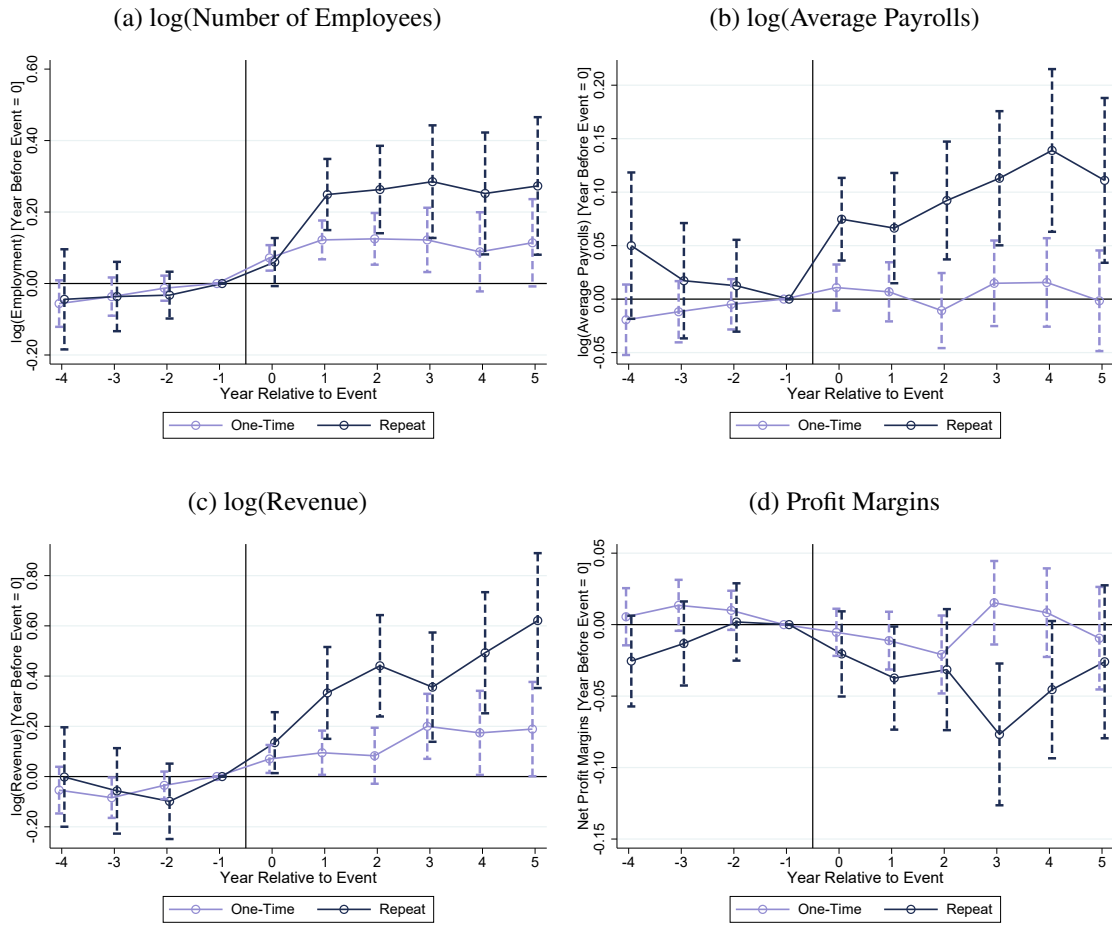 (a) log(Number of Employees)
log(Employment) [Year Before Event = 0]
0.60
0.40
0.20
0.00
-0.20
-4 -3 -2 -1 0 1 2 3 4 5
Year Relative to Event
One-Time Repeat
(b) log(Average Payrolls)
log(Average Payrolls) [Year Before Event = 0]
0.20
0.15
0.10
0.05
0.00
-0.05
-4 -3 -2 -1 0 1 2 3 4 5
Year Relative to Event
One-Time Repeat
(c) log(Revenue)
log(Revenue) [Year Before Event = 0]
0.80
0.60
0.40
0.20
0.00
-0.20
-4 -3 -2 -1 0 1 2 3 4 5
Year Relative to Event
One-Time Repeat
(d) Profit Margins
Net Profit Margins [Year Before Event = 0]
0.05
0.00
-0.05
-0.10
-0.15
-4 -3 -2 -1 0 1 2 3 4 5
Year Relative to Event
One-Time Repeat